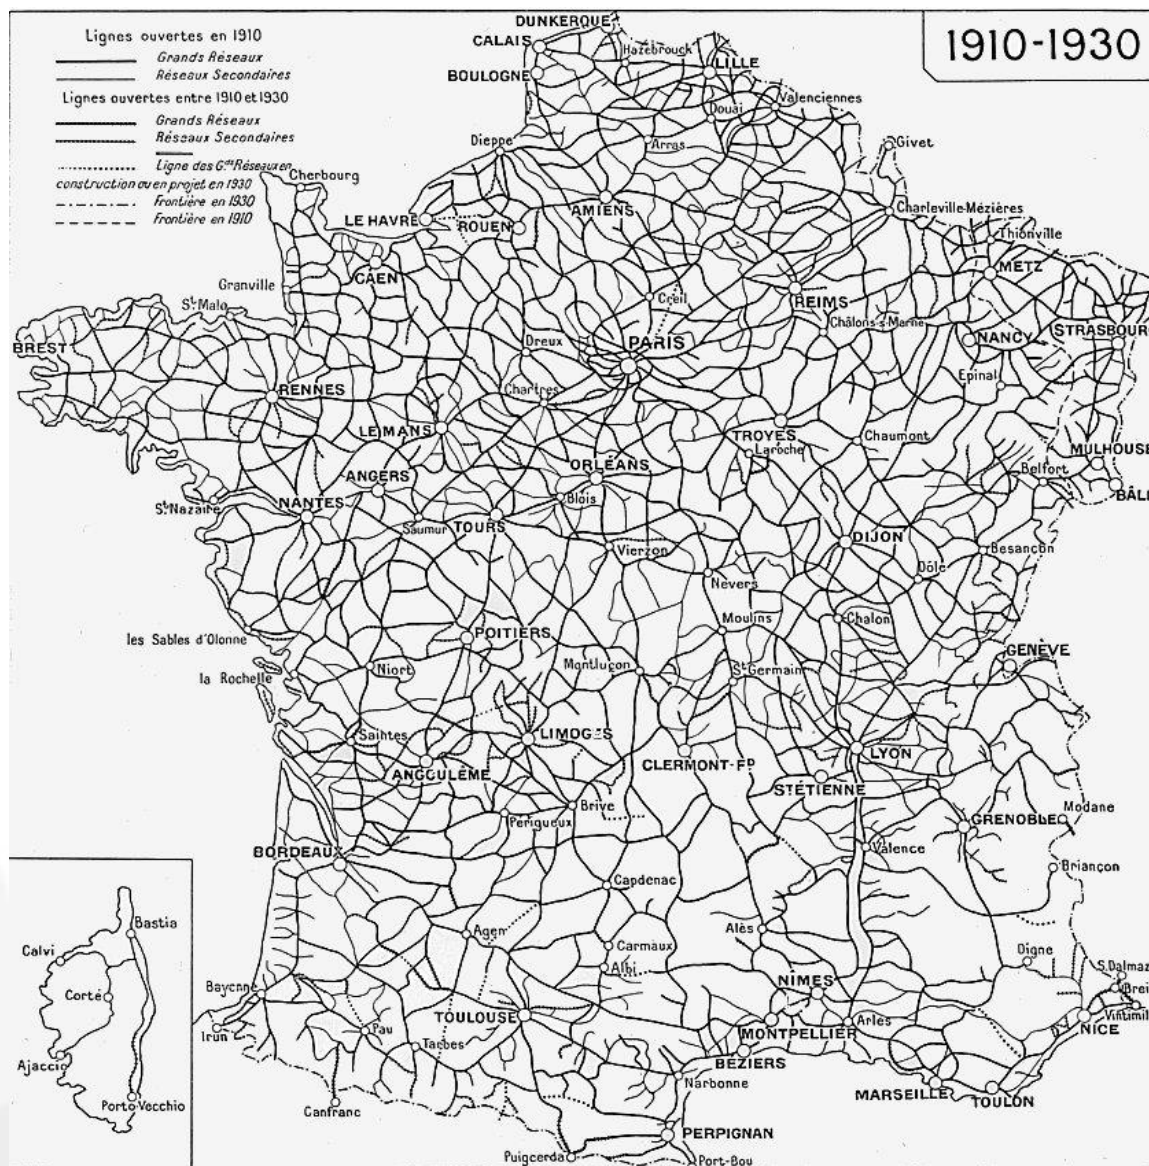 1910-1930
Lignes ouvertes en 1910
Grands Réseaux
Réseaux Secondaires
Lignes ouvertes entre 1910 et 1930
Grands Réseaux
Réseaux Secondaires
Ligne des Gds Réseaux en
construction ou en projet en 1930
Frontière en 1930
Frontière en 1910
DUNKERQUE
CALAIS
Hazebrouck
BOULOGNE
LILLE
Valenciennes
Douai
Dieppe
Arras
Givet
Cherbourg
AMIENS
Charleville-Mézières
LE HAVRE
ROUEN
Thionville
CAEN
METZ
Granville
Creil
REIMS
St Malo
Châlons-s-Marne
STRASBOURG
BREST
Dreux
PARIS
NANCY
Epinal
RENNES
Chartres
LE MANS
TROYES
Chaumont
Laroche
MULHOUSE
ORLÉANS
Belfort
ANGERS
BÂLE
Blois
St Nazaire
NANTES
Saumur
TOURS
DIJON
Vierzon
Besançon
Dôle
Nevers
les Sables d'Olonne
POITIERS
Moulins
Chalon
GENÈVE
la Rochelle
Niort
Montluçon
St Germain
Saintes
LIMOGES
LYON
ANGOULÊME
CLERMONT-FD
ST ÉTIENNE
Brive
Modane
Périgueux
GRENOBLE
BORDEAUX
Valence
Briançon
Capdenac
Bastia
Agen
Alès
Calvi
Carmaux
Digne
Albi
S. Dalmaz
Corté
Bayonne
NÎMES
Breil
Vintimil
TOULOUSE
Pau
MONTPELLIER
Arles
NICE
Irun
Tarbes
Ajaccio
BÉZIERS
Narbonne
MARSEILLE
TOULON
Porto Vecchio
Canfranc
PERPIGNAN
Puigcerda
Port-Bou